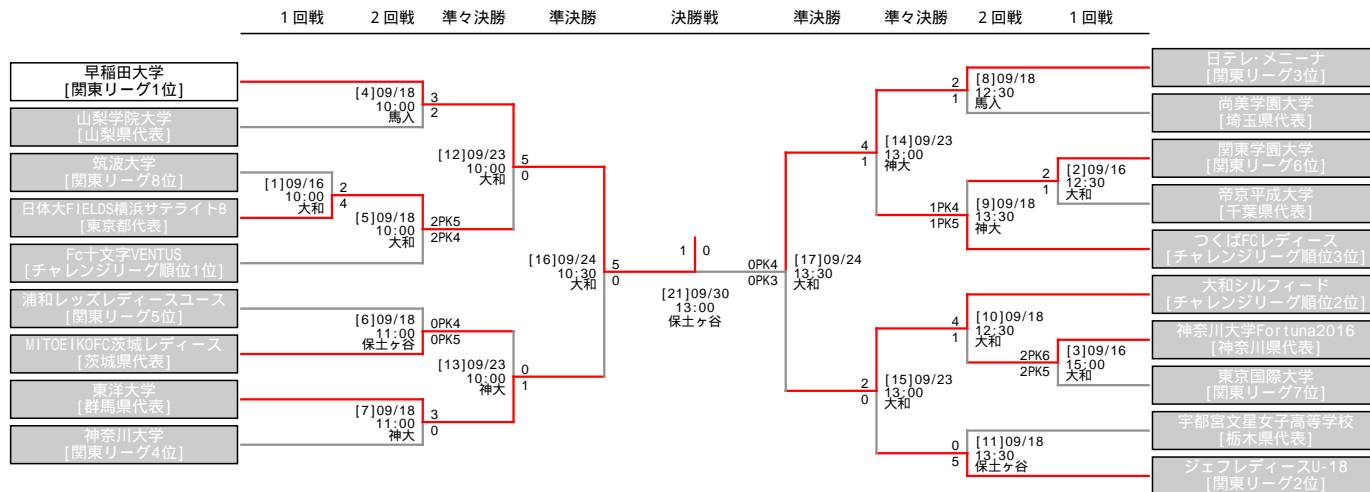 1回戦 2回戦 準々決勝 準決勝 決勝戦 準決勝 準々決勝 2回戦 1回戦
早稲田大学
[関東リーグ1位]
山梨学院大学
[山梨県代表]
筑波大学
[関東リーグ8位]
日体大FIELDS横浜サテライトB
[東京都代表]
Fc十文字VENTUS
[チャレンジリーグ順位1位]
浦和レッズレディースユース
[関東リーグ5位]
MITOEIKOFC茨城レディース
[茨城県代表]
東洋大学
[群馬県代表]
神奈川大学
[関東リーグ4位]
[1]09/16
10:00
大和
2
4
[4]09/18
10:00
馬入
3
2
[5]09/18
10:00
大和
2PK5
2PK4
[6]09/18
11:00
保土ヶ谷
0PK4
0PK5
[7]09/18
11:00
神大
3
0
[12]09/23
10:00
大和
5
0
[13]09/23
10:00
神大
0
1
[16]09/24
10:30
大和
5
0
1 0
[21]09/30
13:00
保土ヶ谷
0PK4
0PK3
[17]09/24
13:30
大和
4
1
[14]09/23
13:00
神大
2
0
[15]09/23
13:00
大和
2
1
[8]09/18
12:30
馬入
1PK4
1PK5
[9]09/18
13:30
神大
4
1
[10]09/18
12:30
大和
0
5
[11]09/18
13:30
保土ヶ谷
2
1
[2]09/16
12:30
大和
2PK6
2PK5
[3]09/16
15:00
大和
日テレ・メニーナ
[関東リーグ3位]
尚美学園大学
[埼玉県代表]
関東学園大学
[関東リーグ6位]
帝京平成大学
[千葉県代表]
つくばFCレディース
[チャレンジリーグ順位3位]
大和シルフィード
[チャレンジリーグ順位2位]
神奈川大学Fortuna2016
[神奈川県代表]
東京国際大学
[関東リーグ7位]
宇都宮文星女子高等学校
[栃木県代表]
ジェフレディースU-18
[関東リーグ2位]